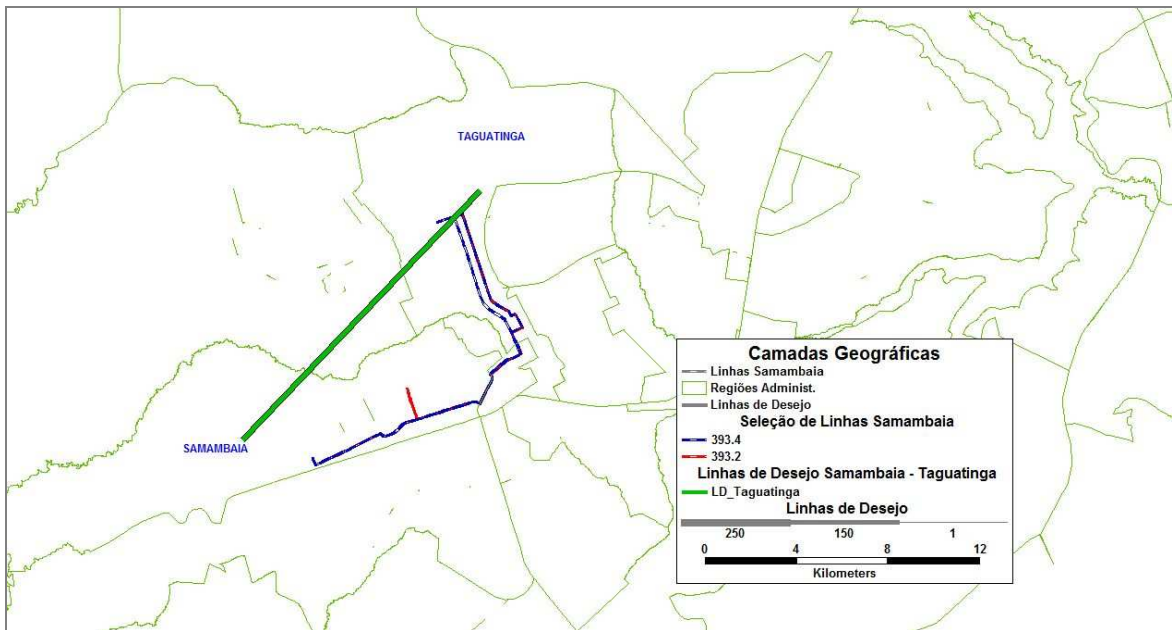 TAGUATINGA
SAMAMBAIA
Camadas Geográficas
Linhas Samambaia
Regiões Administ.
Linhas de Desejo
Seleção de Linhas Samambaia
393.4
393.2
Linhas de Desejo Samambaia - Taguatinga
LD_Taguatinga
Linhas de Desejo
250 150 1
0 4 8 12
Kilometers